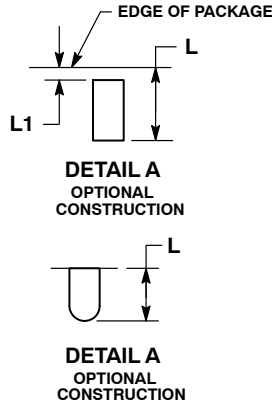 EDGE OF PACKAGE
L
L1
DETAIL A
OPTIONAL
CONSTRUCTION
L
DETAIL A
OPTIONAL
CONSTRUCTION